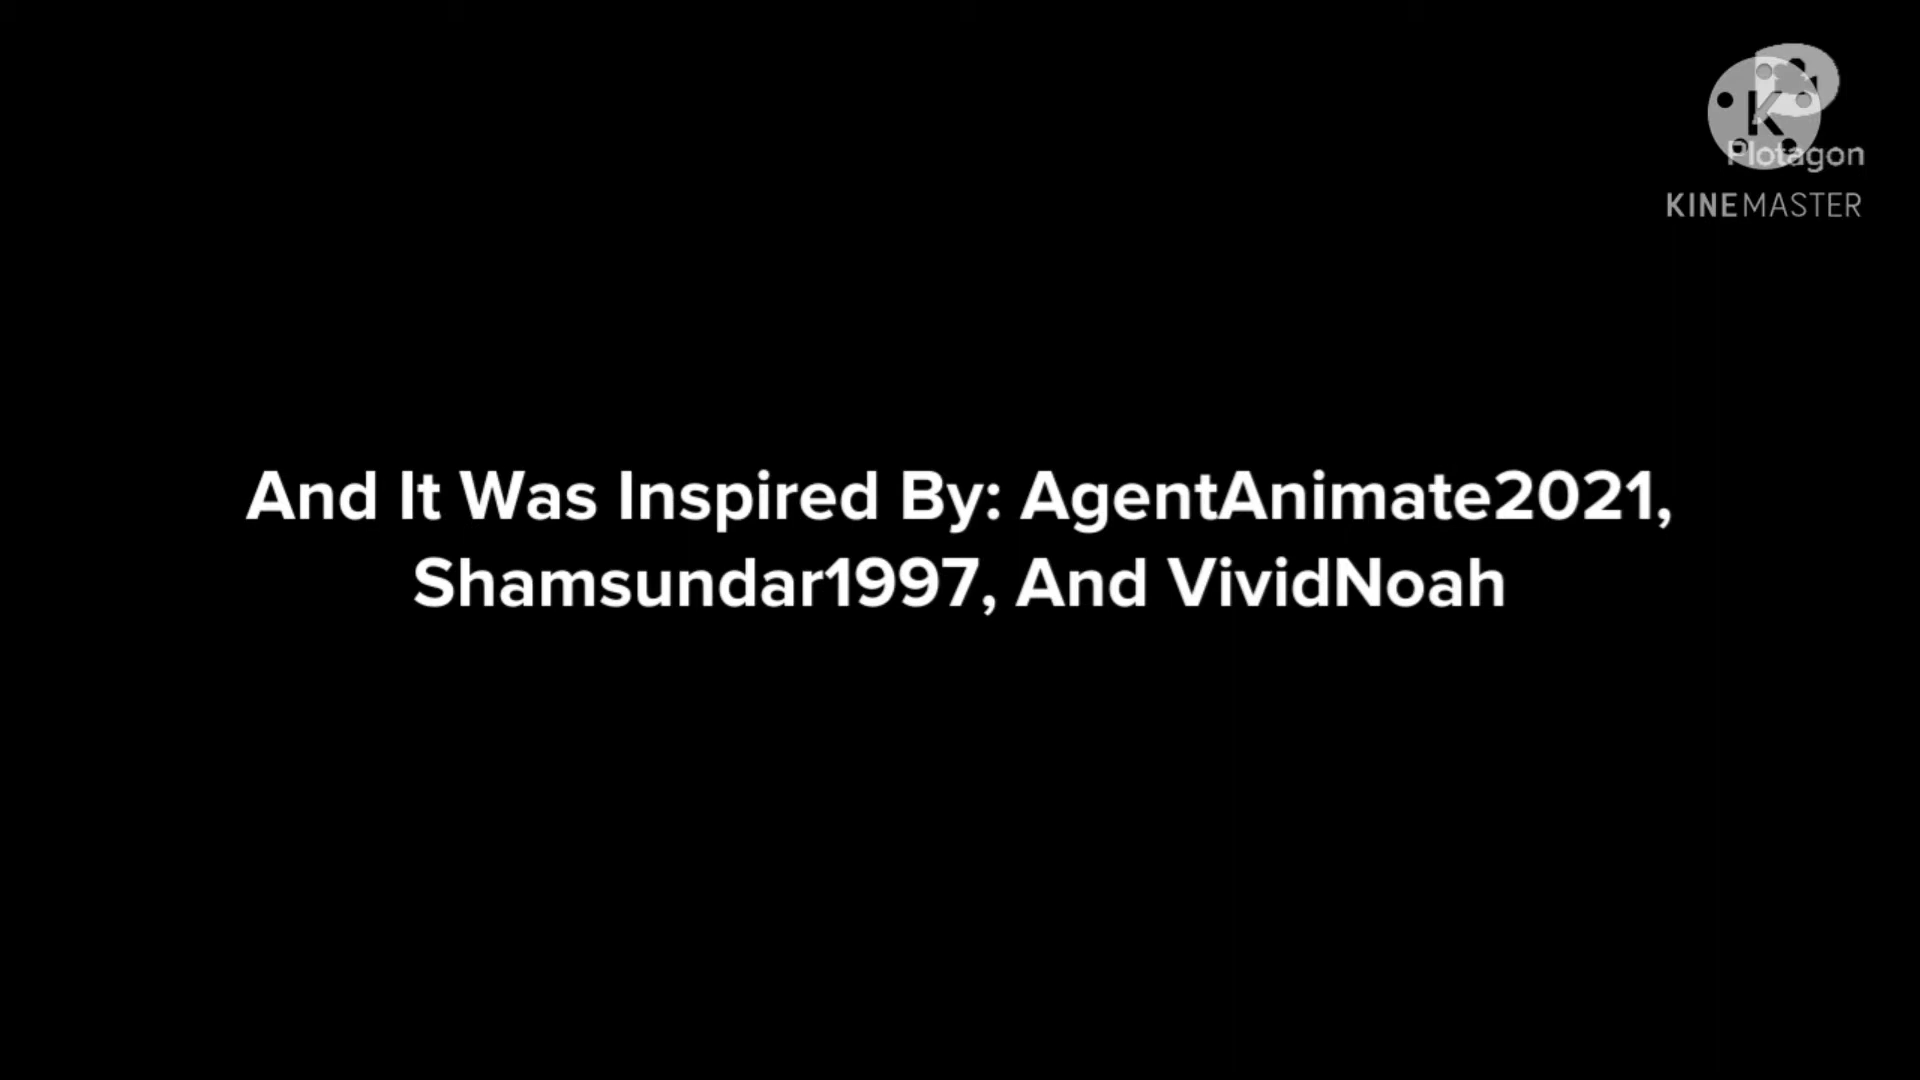 K
Plotagon
KINEMASTER
And It Was Inspired By: AgentAnimate2021,
Shamsundar1997, And VividNoah